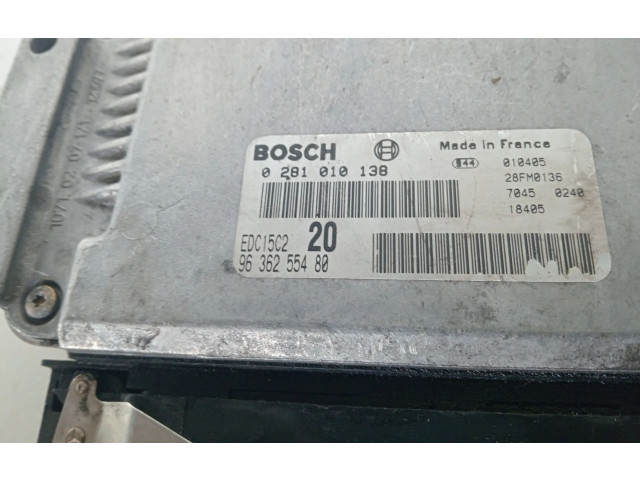 BOSCH
Made in France
0 281 010 138
S44
010405
28FM0136
7045 0240
18405
EDC15C2 20
96 362 554 80